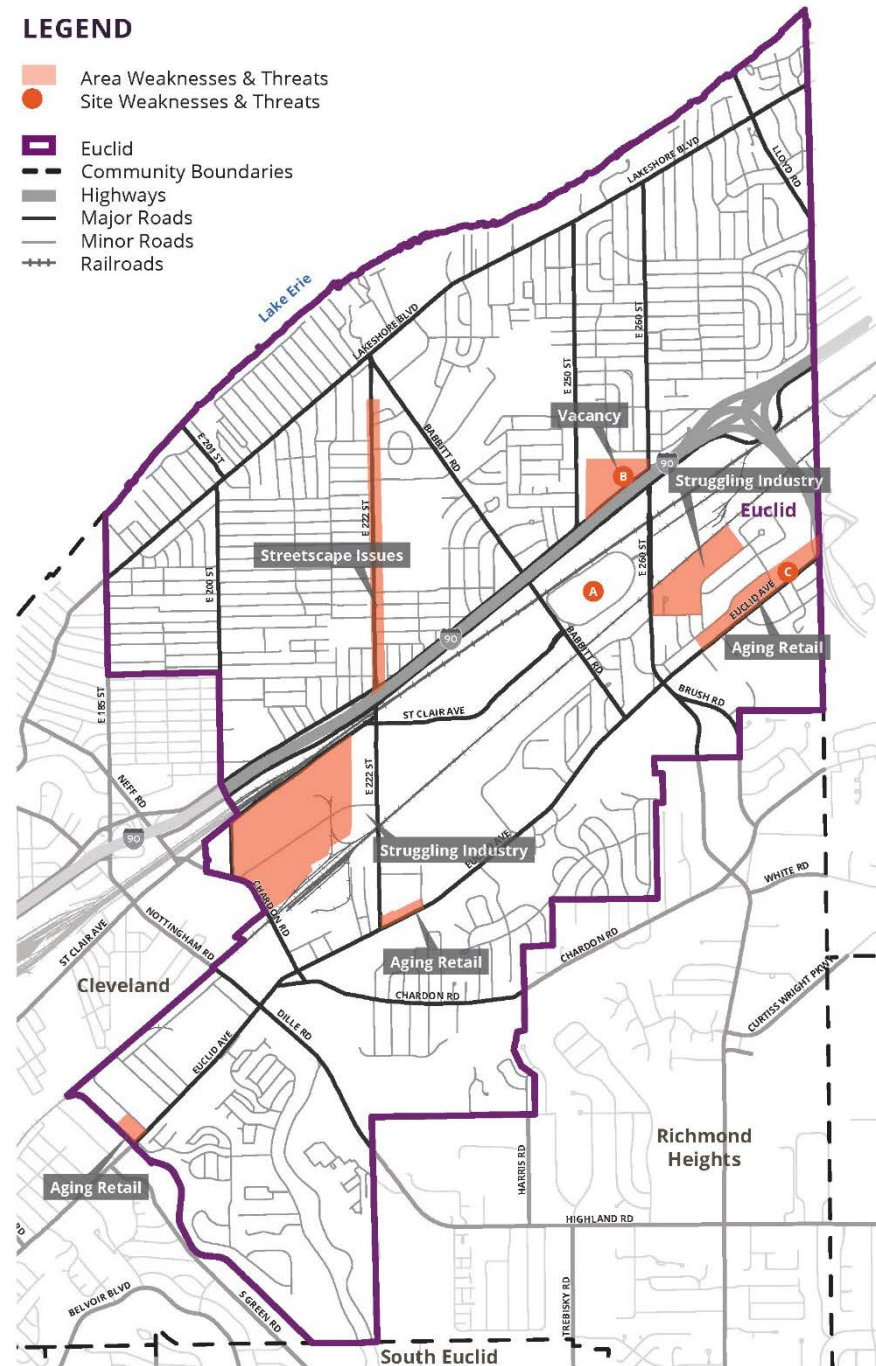 LEGEND
Area Weaknesses & Threats
Site Weaknesses & Threats
Euclid
Community Boundaries
Highways
Major Roads
Minor Roads
Railroads
LAKESHORE BLVD
LLOYD RD
Lake Erie
LAKESHORE BLVD
E 260 ST
E 250 ST
Vacancy
E 201 ST
BABBITT RD
B
90
Struggling Industry
Euclid
E 222 ST
Streetscape Issues
E 200 ST
E 260 ST
A
C
EUCLID AVE
Aging Retail
90
BABBITT RD
BRUSH RD
E 185 ST
ST CLAIR AVE
NEFF RD
E 222 ST
90
Struggling Industry
EUCLID AVE
CHARDON RD
WHITE RD
NOTTINGHAM RD
ST CLAIR AVE
Aging Retail
CHARDON RD
Cleveland
CHARDON RD
CURTISS WRIGHT PKWY
DILLE RD
EUCLID AVE
Richmond
Heights
HARRIS RD
Aging Retail
HIGHLAND RD
RD
BELVOIR BLVD
S GREEN RD
TREBISKY RD
South Euclid